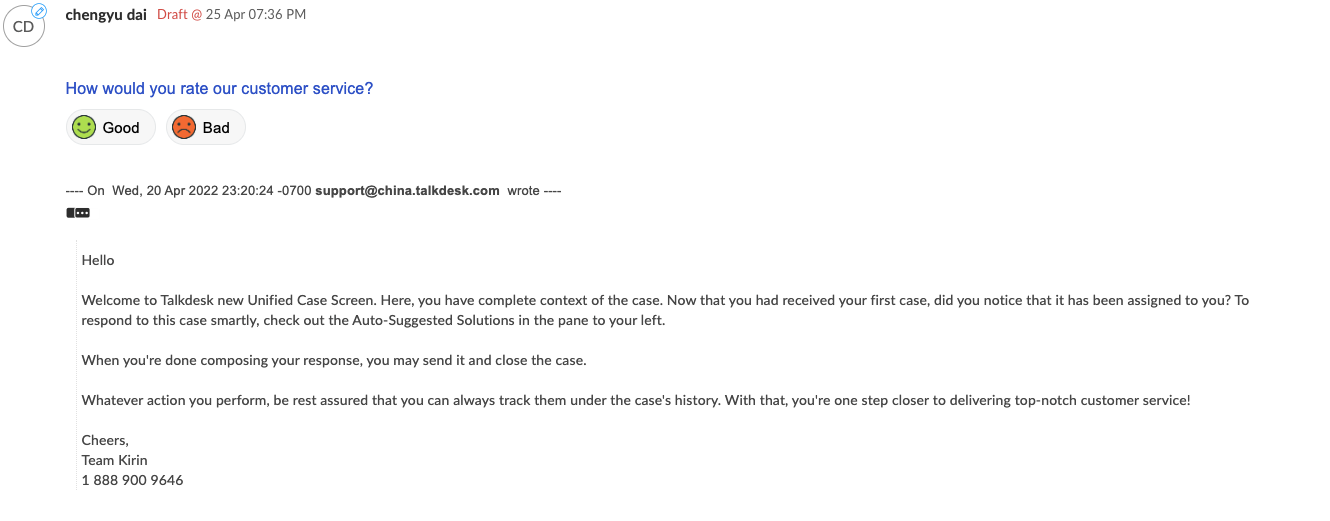 CD
chengyu dai Draft @ 25 Apr 07:36 PM
How would you rate our customer service?
Good Bad
---- On Wed, 20 Apr 2022 23:20:24 -0700 support@china.talkdesk.com wrote ----
Hello
Welcome to Talkdesk new Unified Case Screen. Here, you have complete context of the case. Now that you had received your first case, did you notice that it has been assigned to you? To
respond to this case smartly, check out the Auto-Suggested Solutions in the pane to your left.
When you're done composing your response, you may send it and close the case.
Whatever action you perform, be rest assured that you can always track them under the case's history. With that, you're one step closer to delivering top-notch customer service!
Cheers,
Team Kirin
1 888 900 9646